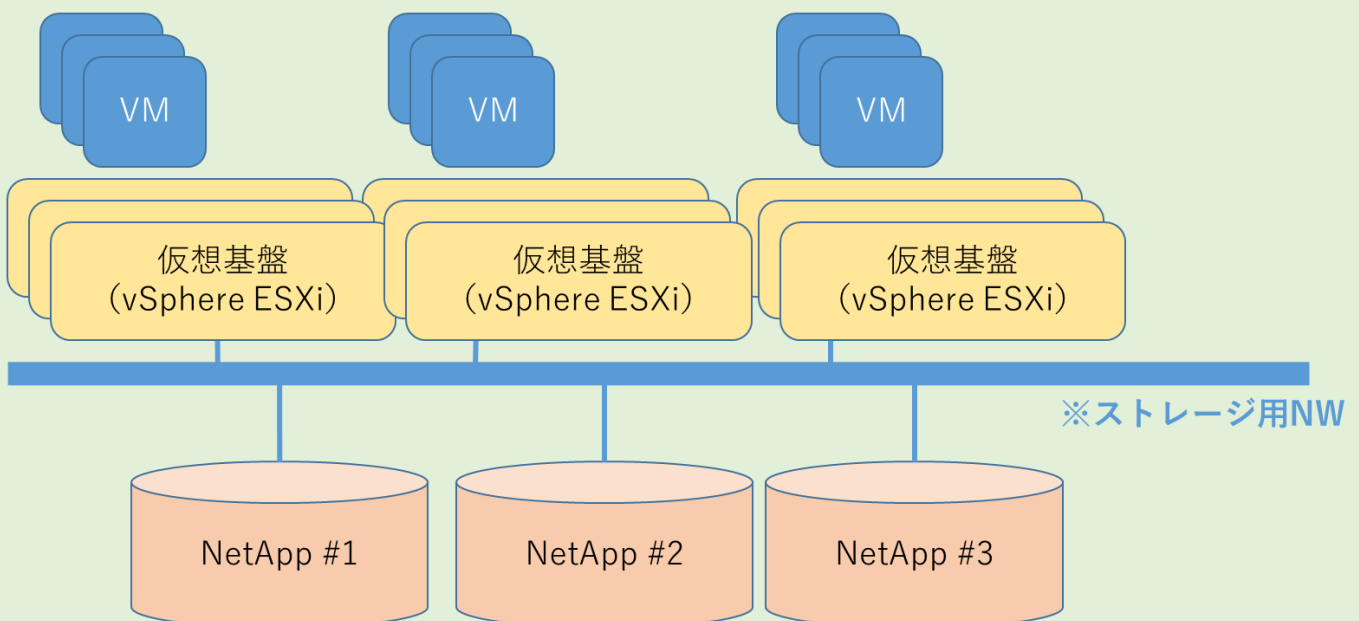 VM
VM
VM
仮想基盤
(vSphere ESXi)
仮想基盤
(vSphere ESXi)
仮想基盤
(vSphere ESXi)
※ストレージ用NW
NetApp #1
NetApp #2
NetApp #3